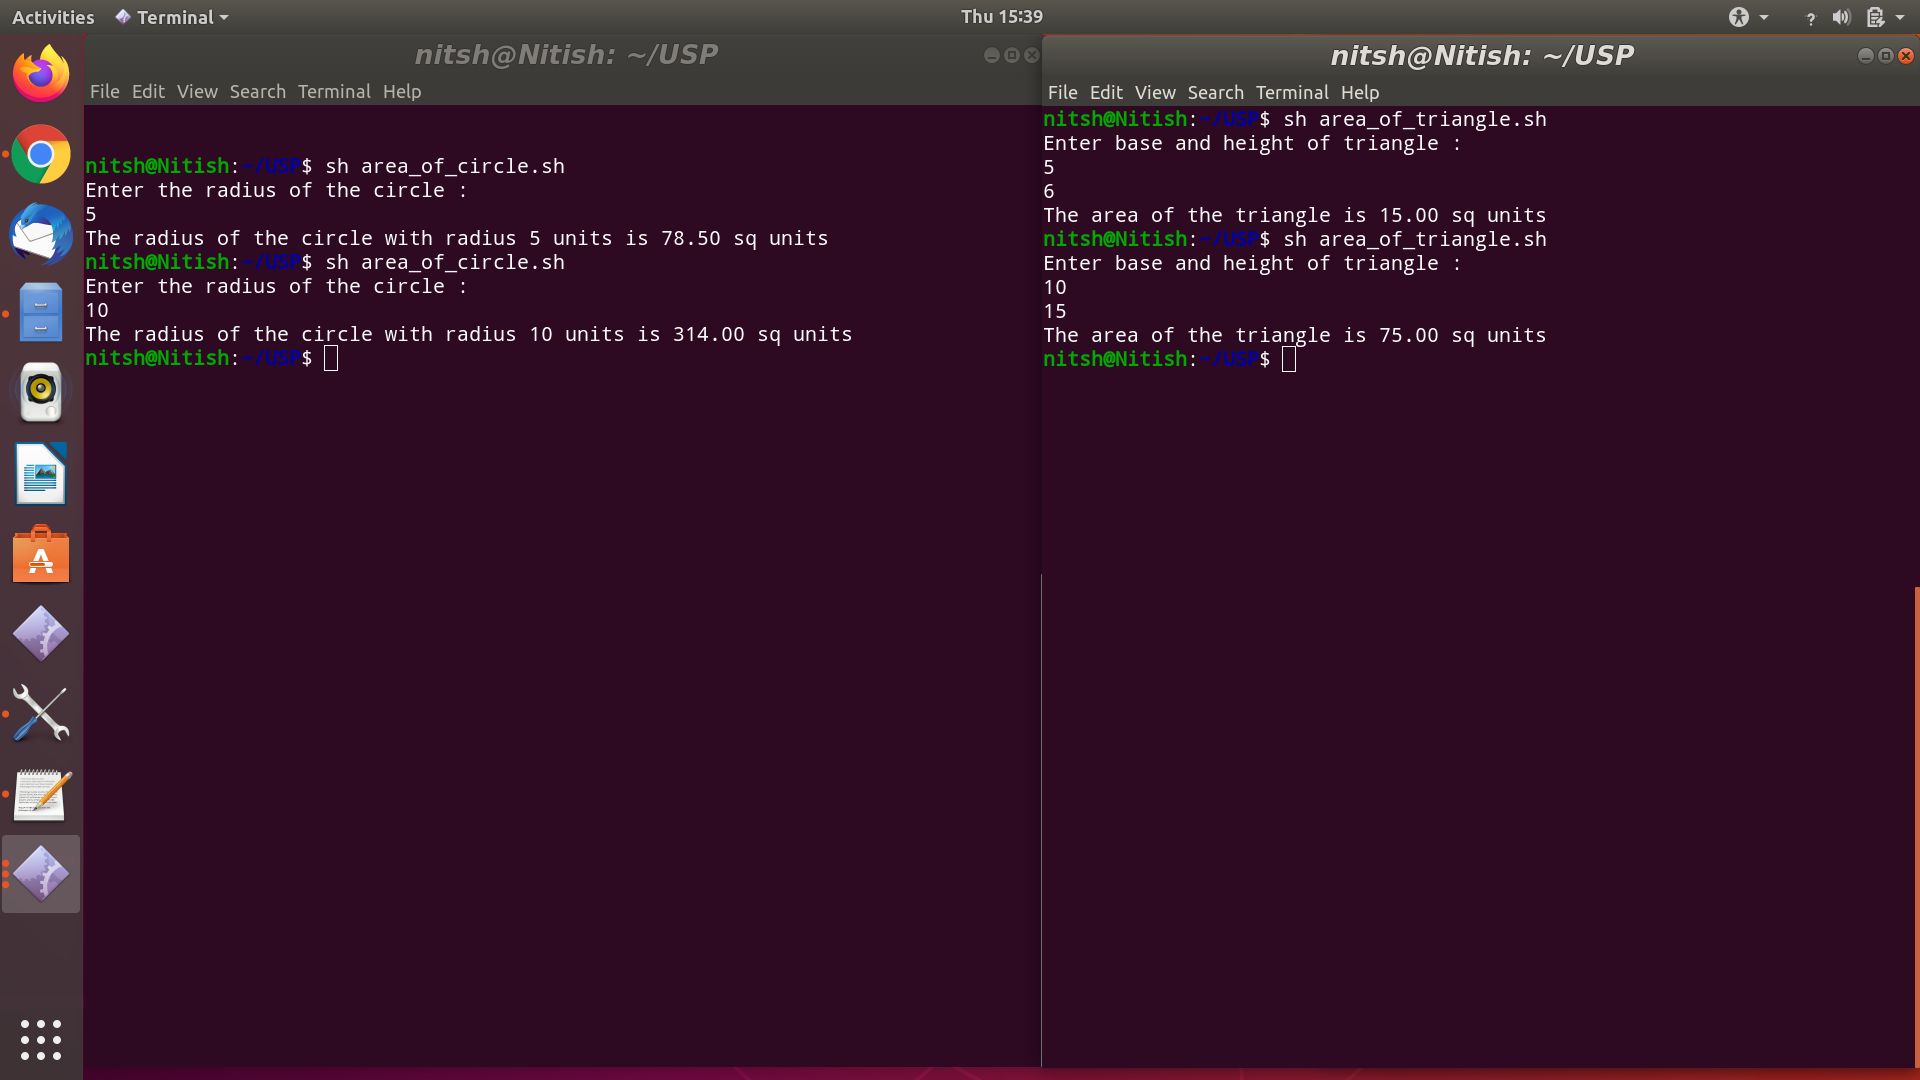 Activities Terminal Thu 15:39 ?
nitsh@Nitish: ~/USP
File Edit View Search Terminal Help
nitsh@Nitish:~/USP$ sh area_of_circle.sh
Enter the radius of the circle :
5
The radius of the circle with radius 5 units is 78.50 sq units
nitsh@Nitish:~/USP$ sh area_of_circle.sh
Enter the radius of the circle :
10
The radius of the circle with radius 10 units is 314.00 sq units
nitsh@Nitish:~/USP$
nitsh@Nitish: ~/USP
File Edit View Search Terminal Help
nitsh@Nitish:~/USP$ sh area_of_triangle.sh
Enter base and height of triangle :
5
6
The area of the triangle is 15.00 sq units
nitsh@Nitish:~/USP$ sh area_of_triangle.sh
Enter base and height of triangle :
10
15
The area of the triangle is 75.00 sq units
nitsh@Nitish:~/USP$